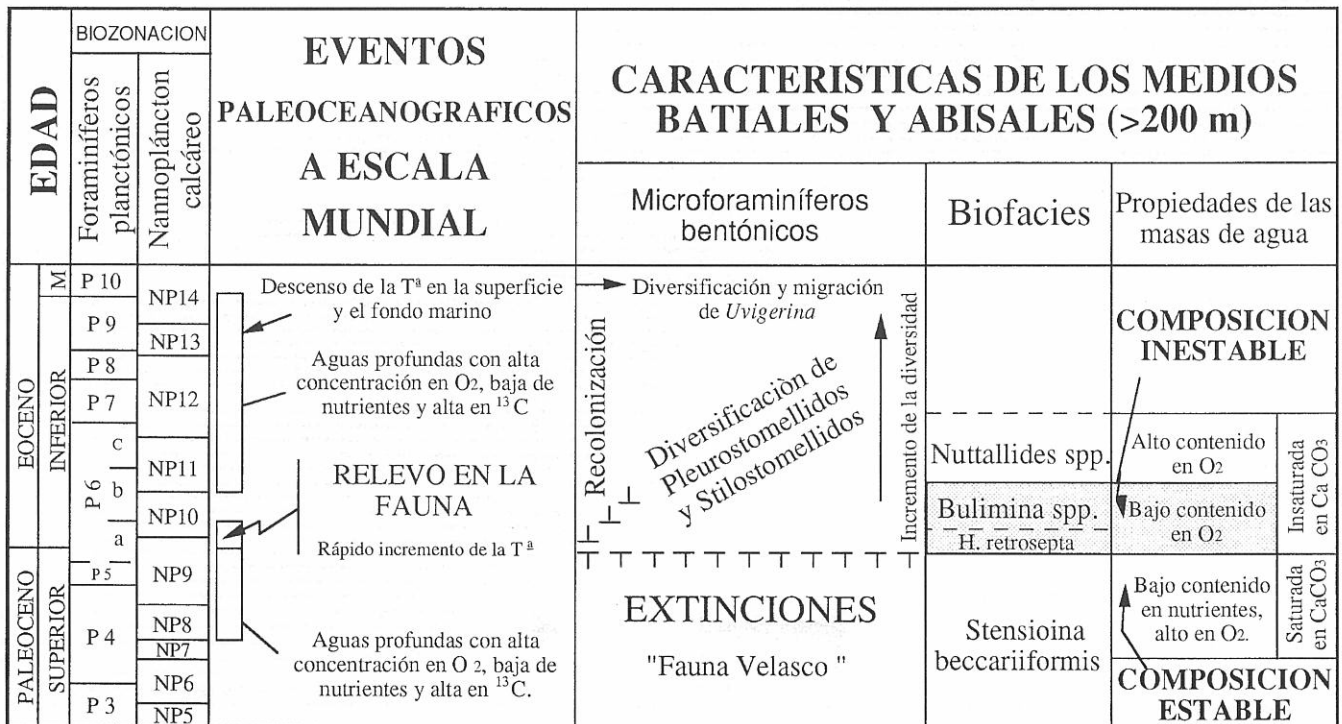 EDAD
BIOZONACION
Foraminíferos
planctónicos
Nannopláncton
calcáreo
EVENTOS
PALEOCEANOGRAFICOS
A ESCALA
MUNDIAL
CARACTERISTICAS DE LOS MEDIOS
BATIALES Y ABISALES (>200 m)
Microforaminíferos
bentónicos
Biofacies
Propiedades de las
masas de agua
EOCENO
M
INFERIOR
PALEOCENO
SUPERIOR
P 10
P 9
P 8
P 7
P 6
c
b
a
P5
P 4
P 3
NP14
NP13
NP12
NP11
NP10
NP9
NP8
NP7
NP6
NP5
Descenso de la Tª en la superficie
y el fondo marino
Aguas profundas con alta
concentración en O2, baja de
nutrientes y alta en 13 C
RELEVO EN LA
FAUNA
Rápido incremento de la Tª
Aguas profundas con alta
concentración en O 2, baja de
nutrientes y alta en 13 C.
Diversificación y migración
de Uvigerina
Recolonización
Diversificaciòn de
Pleurostomellidos
y Stilostomellidos
Incremento de la diversidad
EXTINCIONES
"Fauna Velasco "
Nuttallides spp.
Bulimina spp.
H. retrosepta
Stensioina
beccariiformis
COMPOSICION
INESTABLE
Alto contenido
en O2
Bajo contenido
en O2
Insaturada
en Ca CO3
Bajo contenido
en nutrientes,
alto en O2.
Saturada
en CaCO3
COMPOSICION
ESTABLE